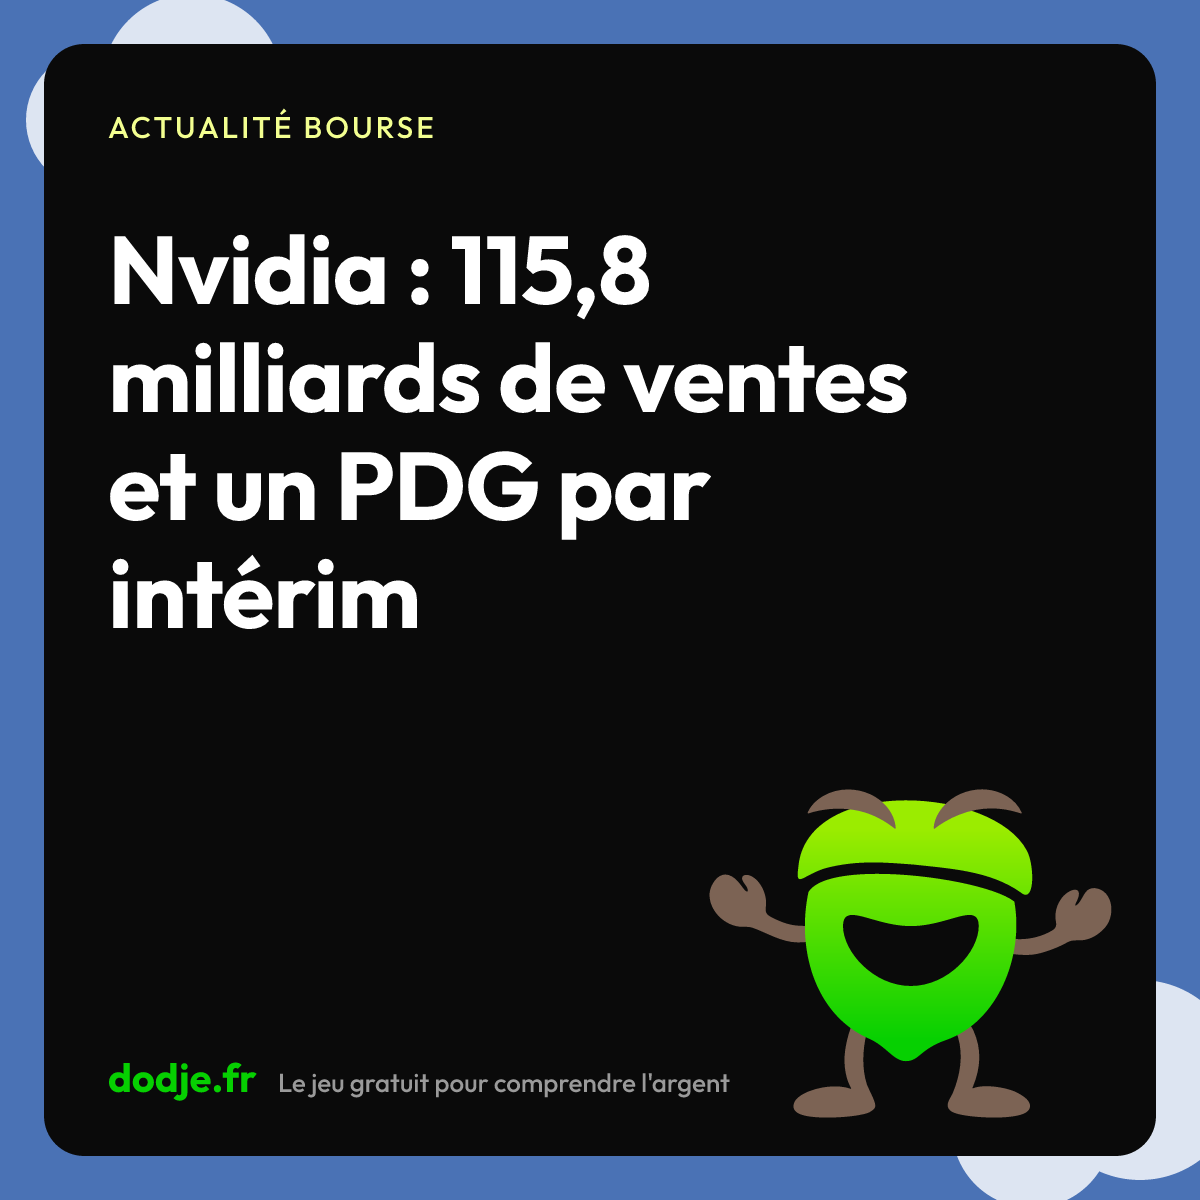 ACTUALITÉ BOURSE
Nvidia : 115,8
milliards de ventes
et un PDG par
intérim
dodje.fr Le jeu gratuit pour comprendre l'argent